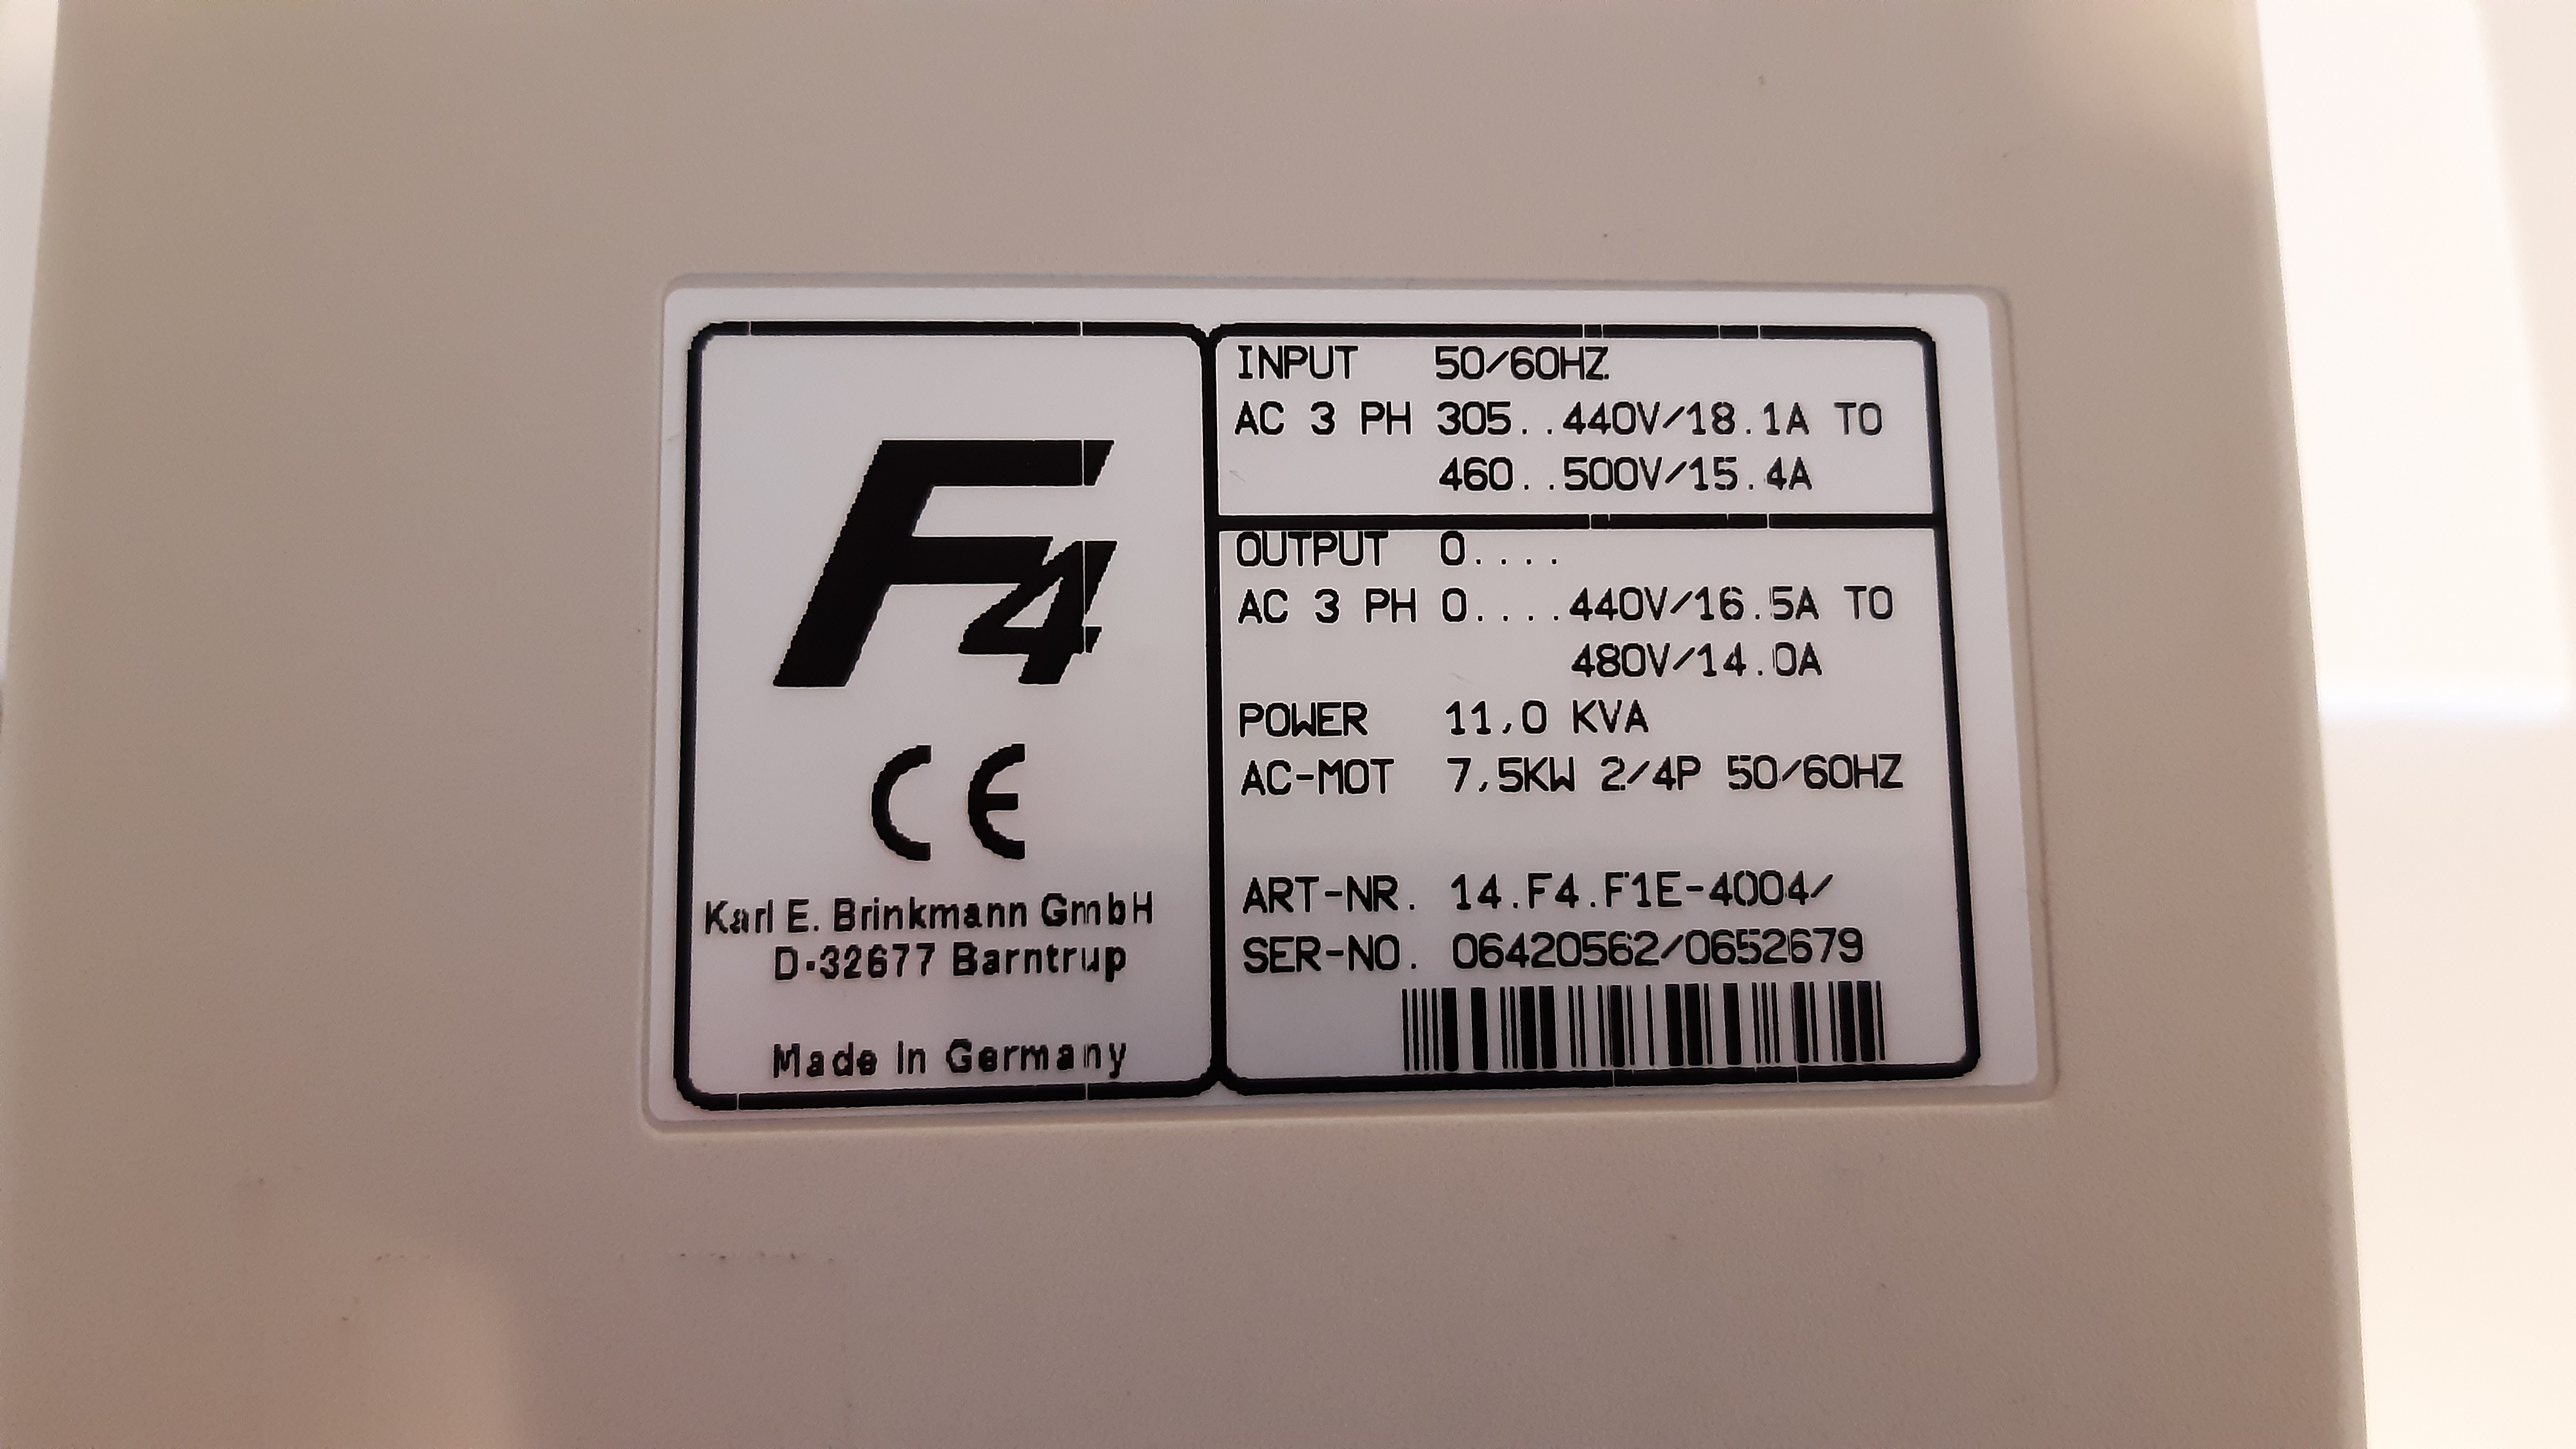 F4
CE
Karl E. Brinkmann GmbH
D-32677 Barntrup
Made in Germany
INPUT 50/60HZ
AC 3 PH 305..440V/18.1A TO
460..500V/15.4A
OUTPUT 0....
AC 3 PH 0....440V/16.5A TO
480V/14.0A
POWER 11,0 KVA
AC-MOT 7,5KW 2/4P 50/60HZ
ART-NR. 14.F4.F1E-4004/
SER-NO. 06420562/0652679